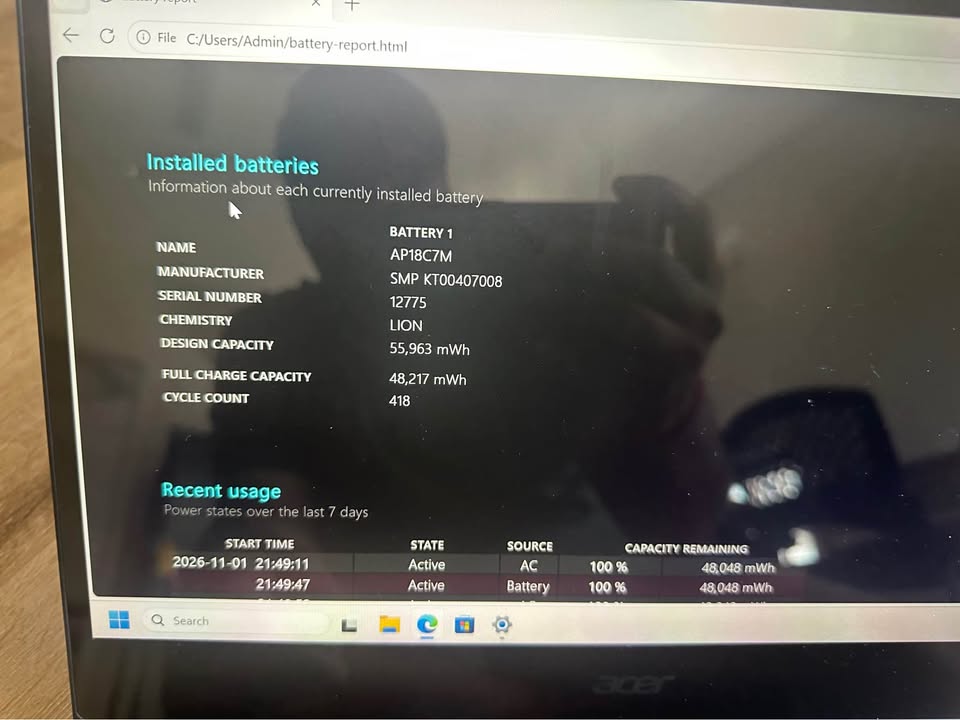 File C:/Users/Admin/battery-report.html
Installed batteries
Information about each currently installed battery
BATTERY 1
NAME AP18C7M
MANUFACTURER SMP KT00407008
SERIAL NUMBER 12775
CHEMISTRY LION
DESIGN CAPACITY 55,963 mWh
FULL CHARGE CAPACITY 48,217 mWh
CYCLE COUNT 418
Recent usage
Power states over the last 7 days
START TIME STATE SOURCE CAPACITY REMAINING
2026-11-01 21:49:11 Active AC 100 % 48,048 mWh
21:49:47 Active Battery 100 % 48,048 mWh
Search
acer